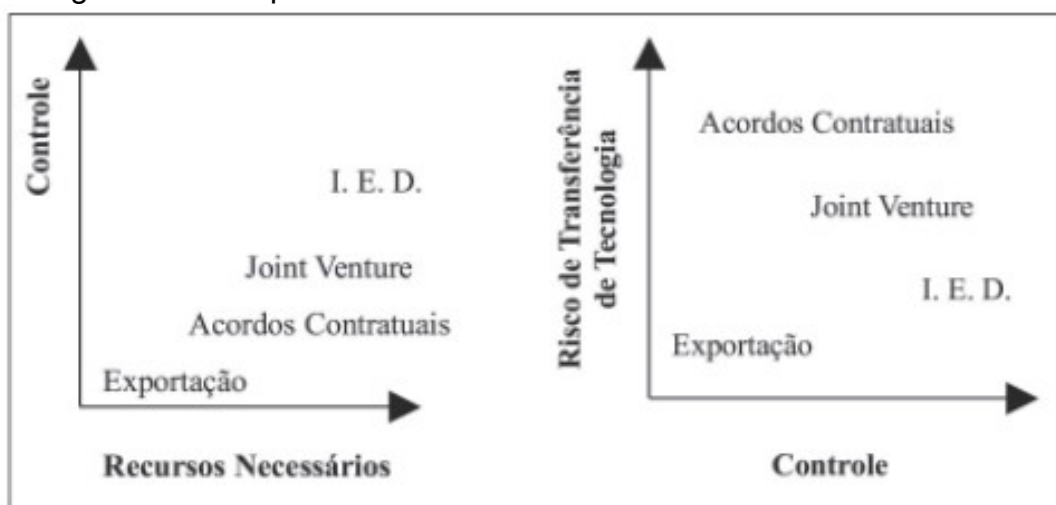 Controle
I. E. D.
Joint Venture
Acordos Contratuais
Exportação
Recursos Necessários
Risco de Transferência
de Tecnologia
Acordos Contratuais
Joint Venture
I. E. D.
Exportação
Controle